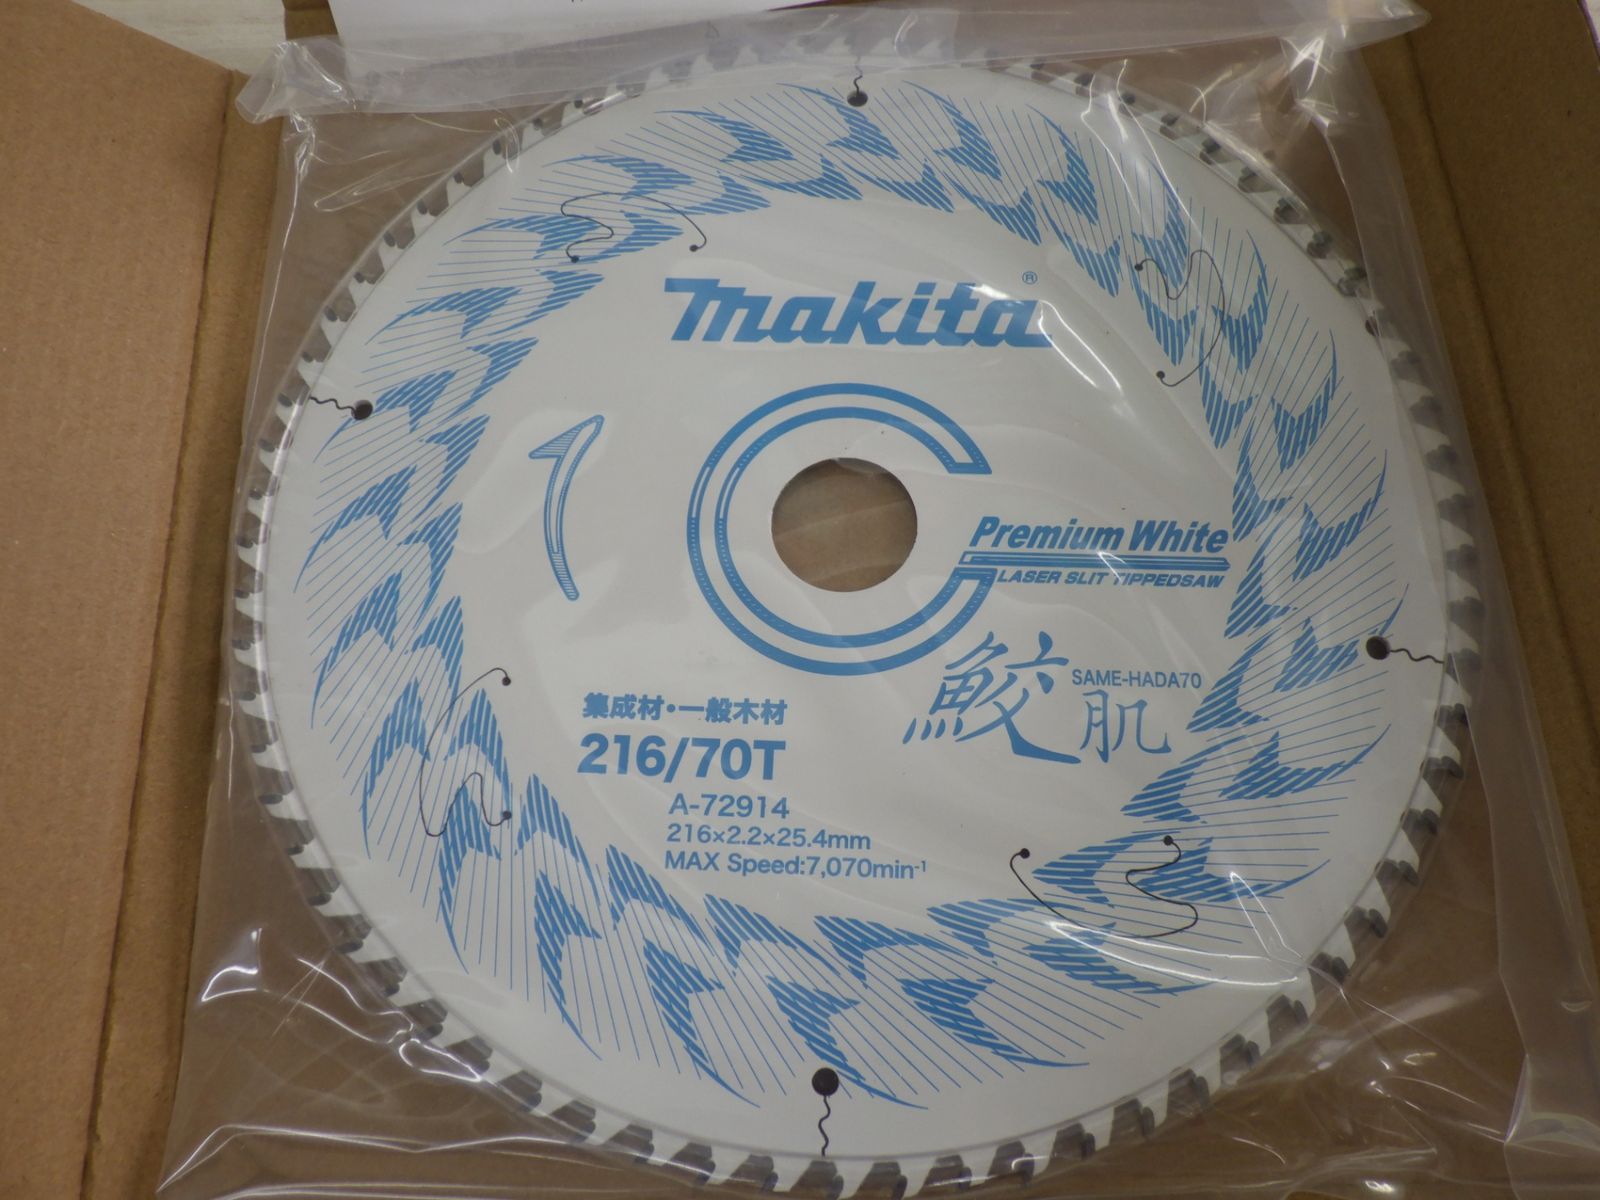 makita®
Premium White
LASER SLIT TIPPEDSAW
鮫肌
SAME-HADA70
集成材・一般木材
216/70T
A-72914
216×2.2×25.4mm
MAX Speed:7,070min⁻¹